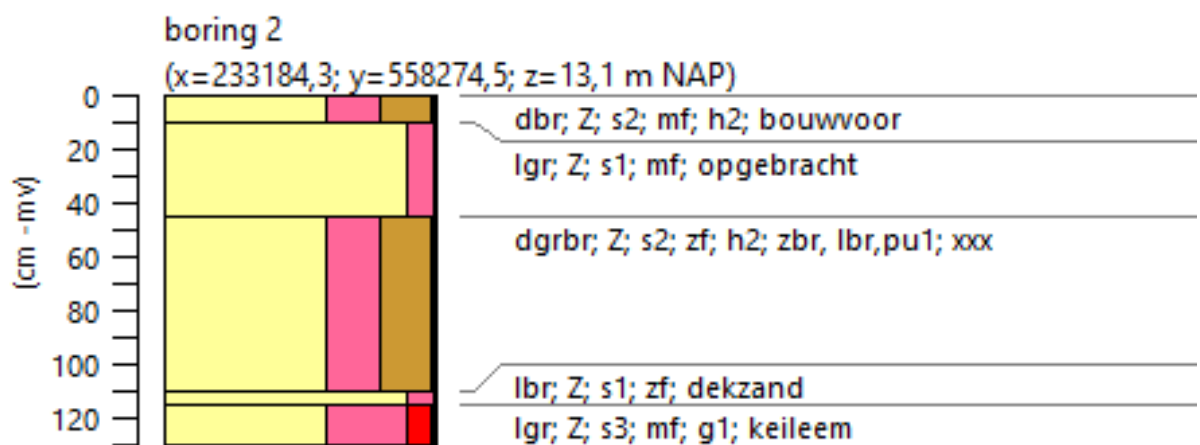 boring 2
(x=233184,3; y=558274,5; z=13,1 m NAP)
0
dbr; Z; s2; mf; h2; bouwvoor
20
lgr; Z; s1; mf; opgebracht
40
dgrbr; Z; s2; zf; h2; zbr, lbr,pu1; xxx
60
80
100
lbr; Z; s1; zf; dekzand
120
lgr; Z; s3; mf; g1; keileem
(cm -mv)